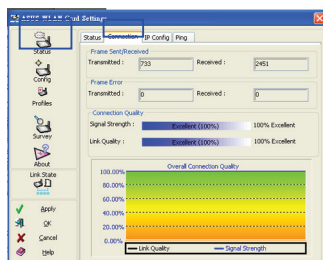 ASUS WLAN Card Settings
Status Connection IP Config Ping
Status
Config
Profiles
Survey
About
Link State
Apply
OK
Cancel
Help
Frame Sent/Received
Transmitted : 733 Received : 2451
Frame Error
Transmitted : 0 Received : 0
Connection Quality
Signal Strength : Excellent (100%) 100% Excellent
Link Quality : Excellent (100%) 100% Excellent
Overall Connection Quality
100.00%
80.00%
60.00%
40.00%
20.00%
0.00%
Link Quality Signal Strength